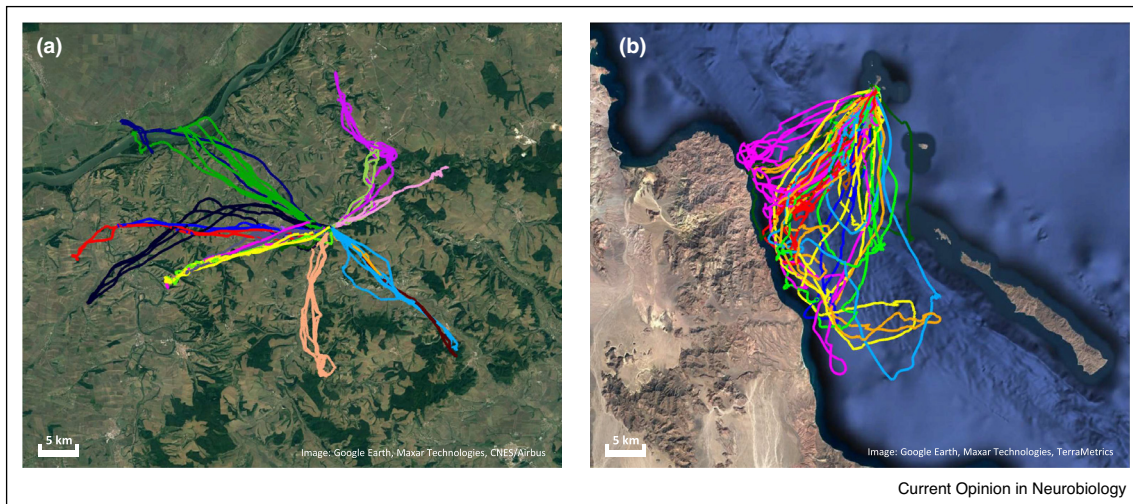 (a)
(b)
5 km
Image: Google Earth, Maxar Technologies, CNES/Airbus
5 km
Image: Google Earth, Maxar Technologies, TerraMetrics
Current Opinion in Neurobiology